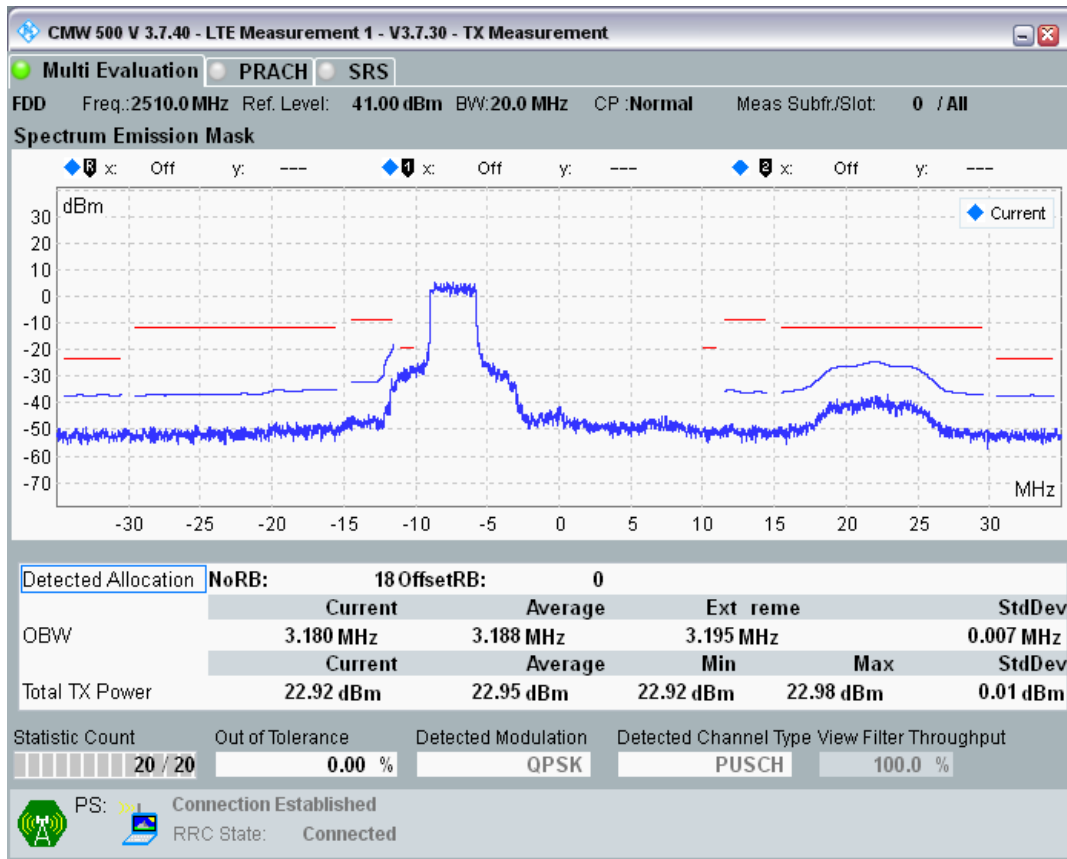 CMW 500 V 3.7.40 - LTE Measurement 1 - V3.7.30 - TX Measurement
Multi Evaluation PRACH SRS
FDD Freq.:2510.0 MHz Ref. Level: 41.00 dBm BW:20.0 MHz CP :Normal Meas Subfr./Slot: 0 / All
Spectrum Emission Mask
R x: Off y: --- 1 x: Off y: --- 2 x: Off y: ---
dBm
Current
30
20
10
0
-10
-20
-30
-40
-50
-60
-70
MHz
-30 -25 -20 -15 -10 -5 0 5 10 15 20 25 30
Detected Allocation NoRB: 18 OffsetRB: 0
Current Average Ext reme StdDev
OBW 3.180 MHz 3.188 MHz 3.195 MHz 0.007 MHz
Current Average Min Max StdDev
Total TX Power 22.92 dBm 22.95 dBm 22.92 dBm 22.98 dBm 0.01 dBm
Statistic Count Out of Tolerance Detected Modulation Detected Channel Type View Filter Throughput
20 / 20 0.00 % QPSK PUSCH 100.0 %
PS: Connection Established
RRC State: Connected